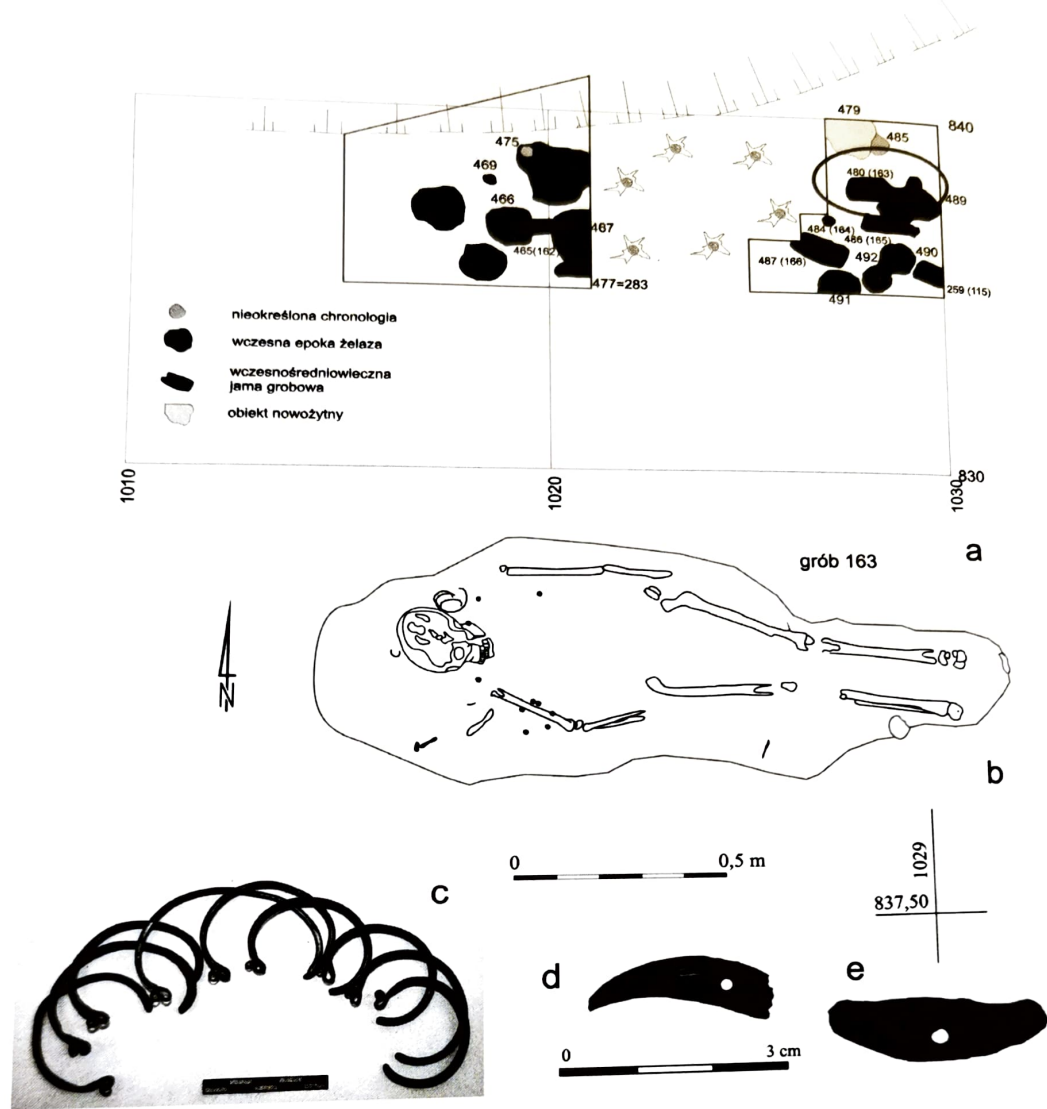 479
840
475
485
469
480 (163)
466
489
467
484 (164)
465(162)
486 (165)
487 (166)
492
490
477=283
259 (115)
491
nieokreślona chronologia
wczesna epoka żelaza
wczesnośredniowieczna
jama grobowa
obiekt nowożytny
830
1010
1020
1030
a
grób 163
N
b
0 0,5 m
1029
837,50
c
d
e
0 3 cm